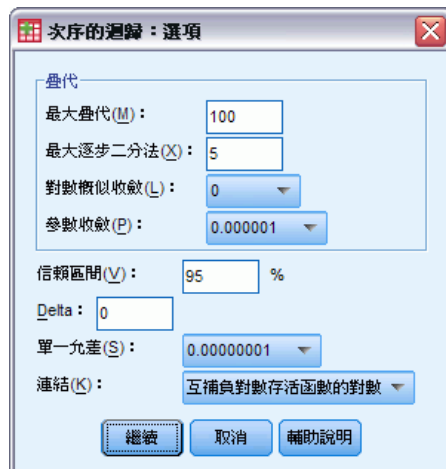 次序的迴歸：選項
疊代
最大疊代(M)：
100
最大逐步二分法(X)：
5
對數概似收斂(L)：
0
參數收斂(P)：
0.000001
信賴區間(V)：
95
%
Delta：
0
單一允差(S)：
0.00000001
連結(K)：
互補負對數存活函數的對數
繼續
取消
輔助說明